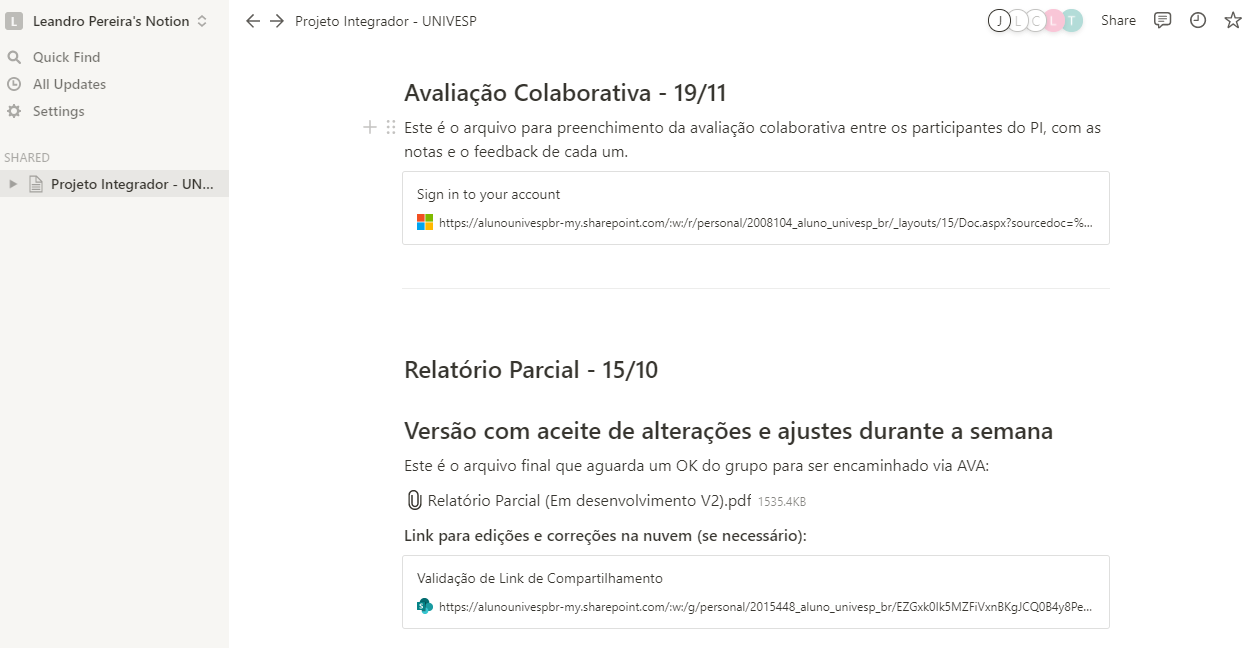 L Leandro Pereira's Notion
Quick Find
All Updates
Settings
SHARED
Projeto Integrador - UN...
Projeto Integrador - UNIVESP
J L C L T Share
Avaliação Colaborativa - 19/11
Este é o arquivo para preenchimento da avaliação colaborativa entre os participantes do PI, com as
notas e o feedback de cada um.
Sign in to your account
https://alunounivespbr-my.sharepoint.com/:w:/r/personal/2008104_aluno_univesp_br/_layouts/15/Doc.aspx?sourcedoc=%...
Relatório Parcial - 15/10
Versão com aceite de alterações e ajustes durante a semana
Este é o arquivo final que aguarda um OK do grupo para ser encaminhado via AVA:
Relatório Parcial (Em desenvolvimento V2).pdf 1535.4KB
Link para edições e correções na nuvem (se necessário):
Validação de Link de Compartilhamento
https://alunounivespbr-my.sharepoint.com/:w:/g/personal/2015448_aluno_univesp_br/EZGxk0Ik5MZFiVxnBKgJCQ0B4y8Pe...